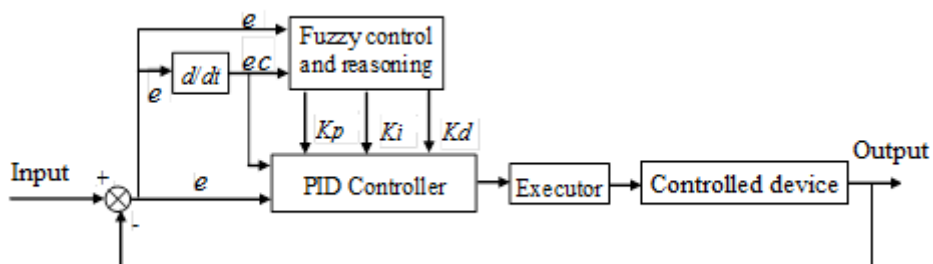 e
Fuzzy control
and reasoning
d/dt
ec
e
Kp
Ki
Kd
Input
+
e
PID Controller
Executor
Controlled device
Output
-